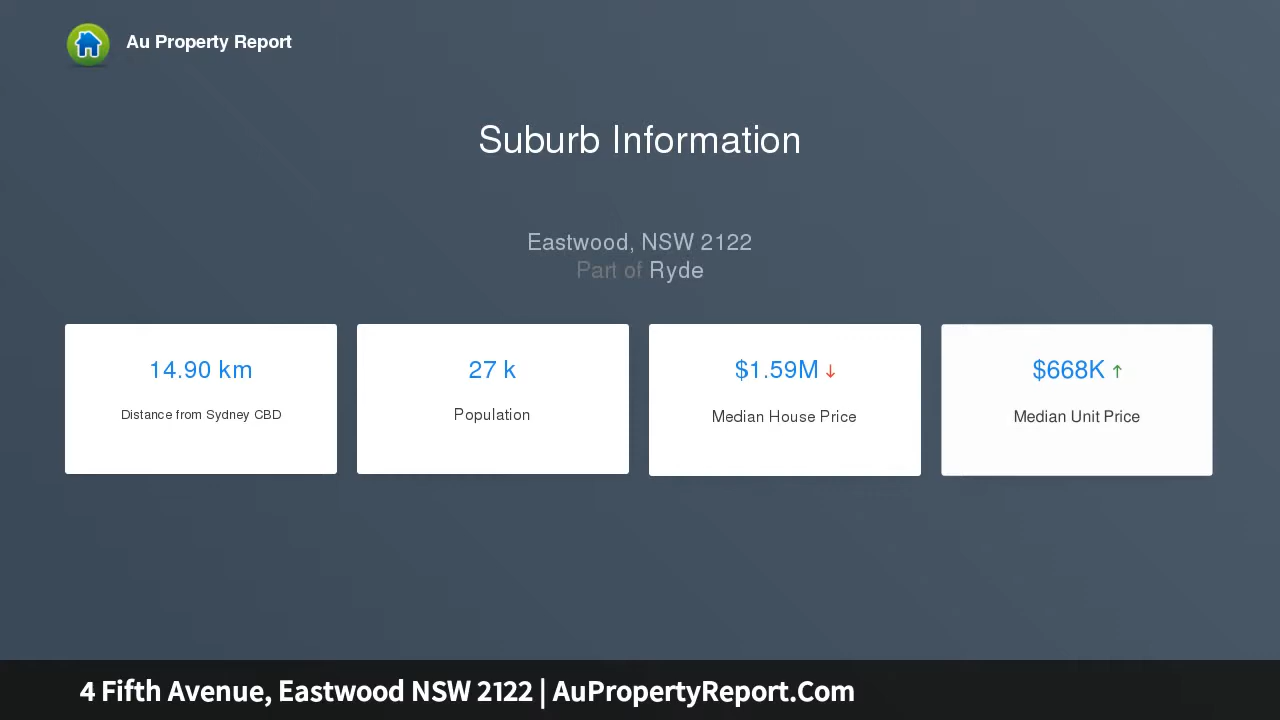 Au Property Report
Suburb Information
Eastwood, NSW 2122
Part of Ryde
14.90 km
Distance from Sydney CBD
27 k
Population
$1.59M ↓
Median House Price
$668K ↑
Median Unit Price
4 Fifth Avenue, Eastwood NSW 2122 | AuPropertyReport.Com